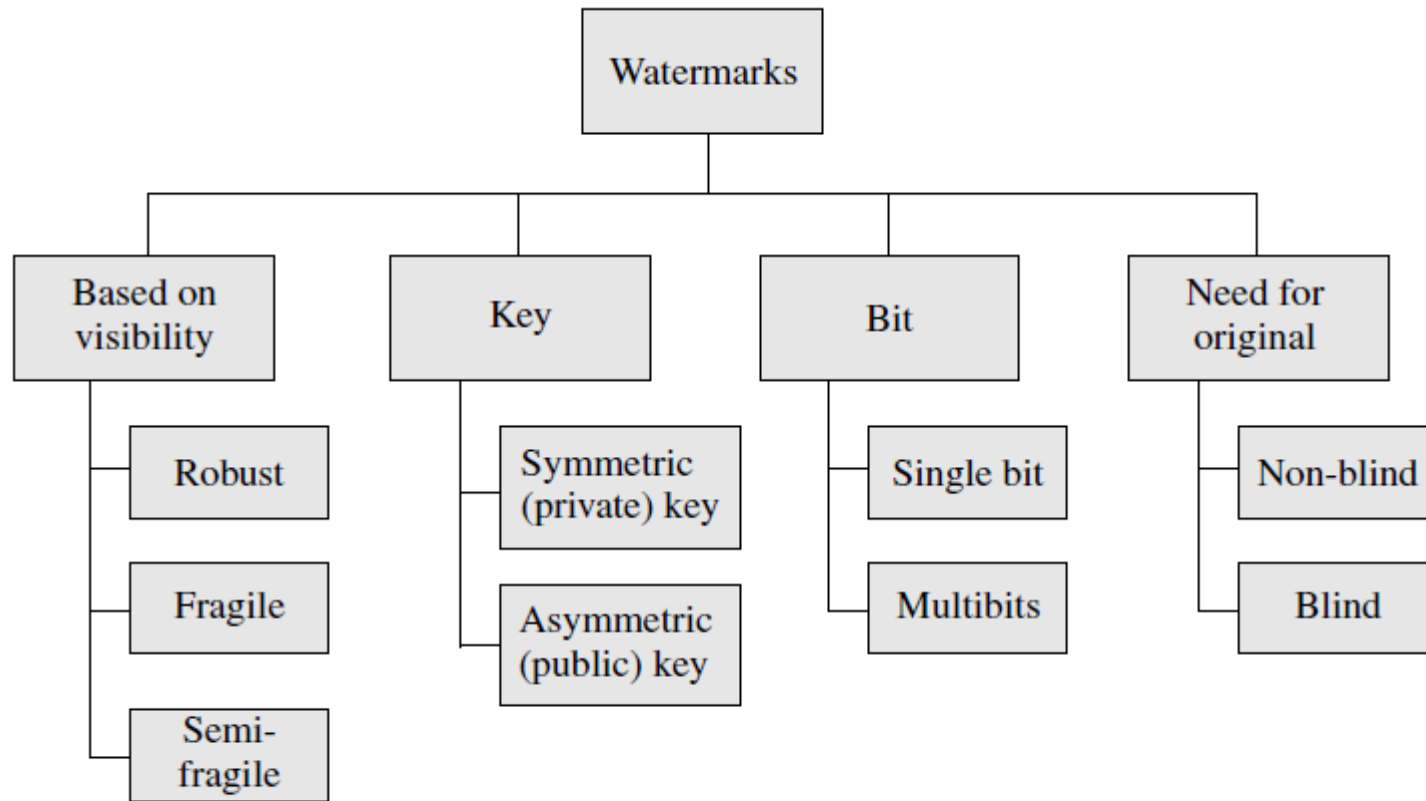 Watermarks
Based on
visibility
Key
Bit
Need for
original
Robust
Fragile
Semi-
fragile
Symmetric
(private) key
Asymmetric
(public) key
Single bit
Multibits
Non-blind
Blind